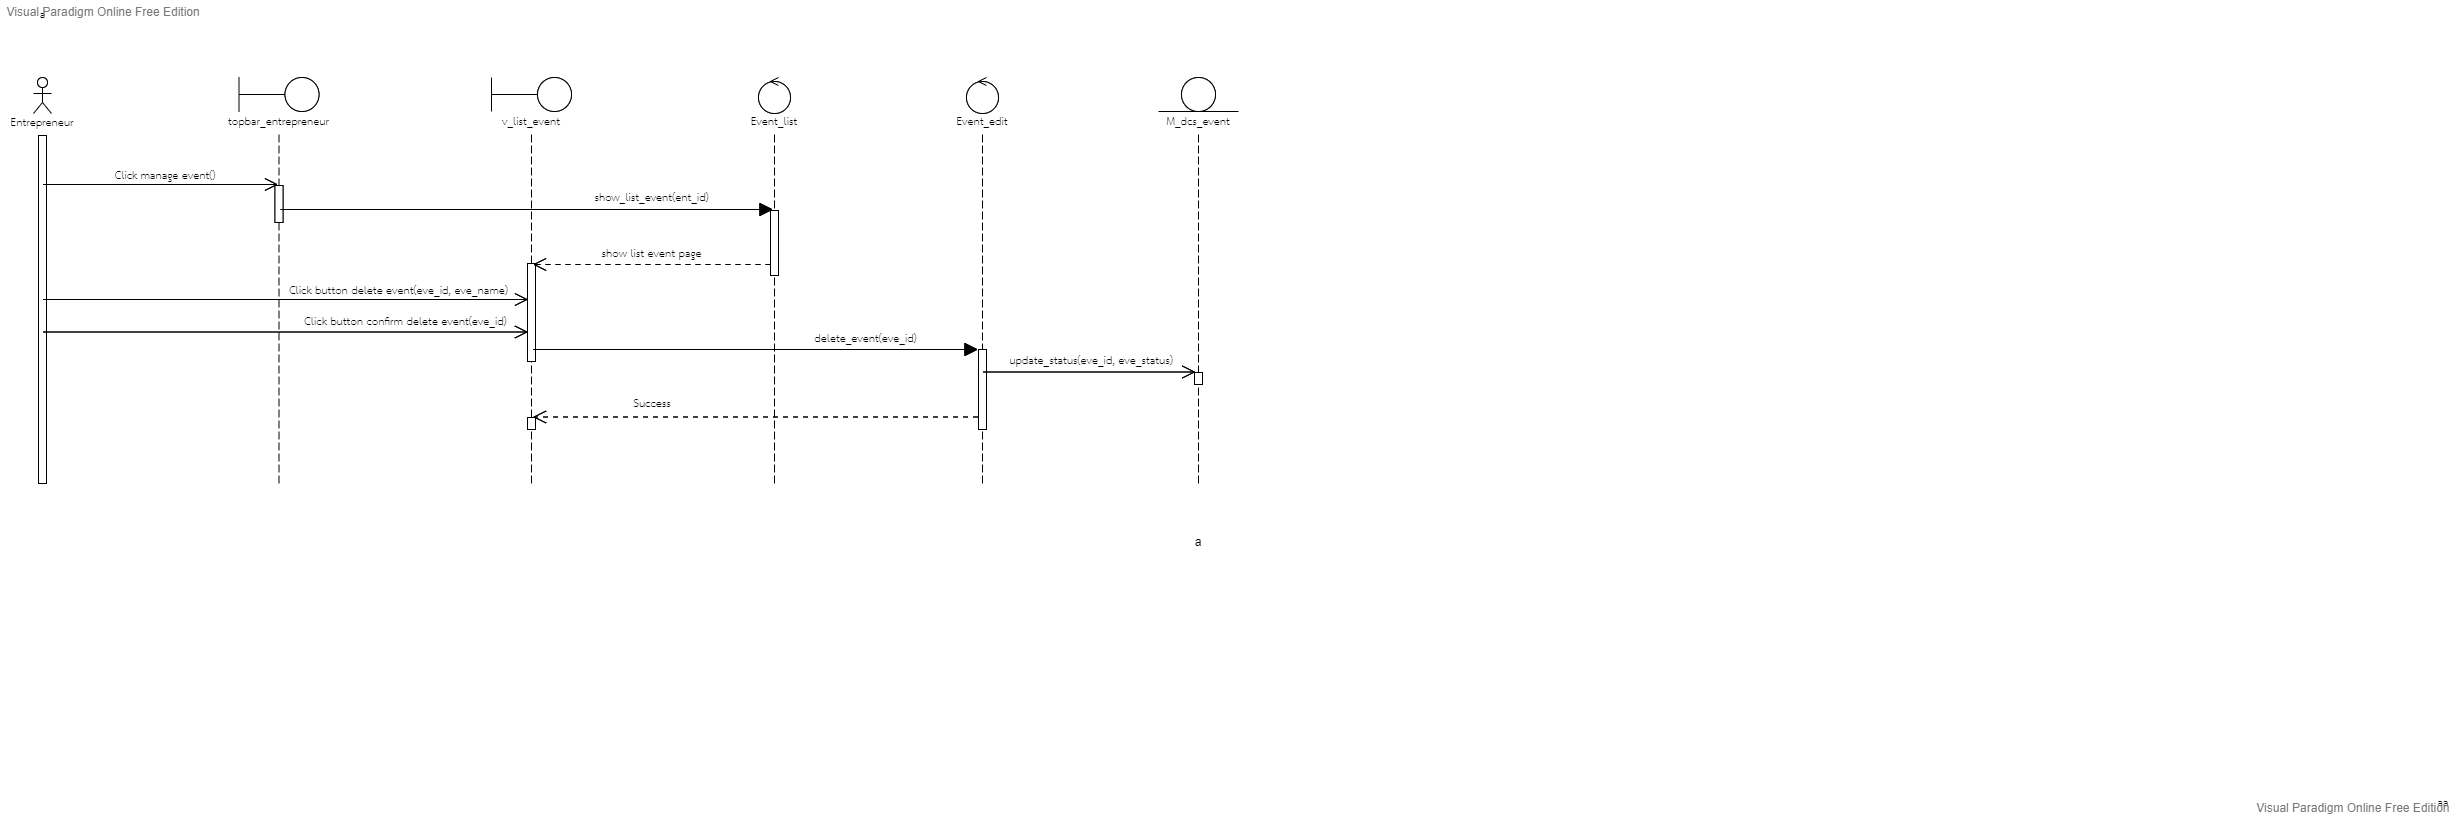 Visual Paradigm Online Free Edition
a
Entrepreneur
topbar_entrepreneur
v_list_event
Event_list
Event_edit
M_dcs_event
Click manage event()
show_list_event(ent_id)
show list event page
Click button delete event(eve_id, eve_name)
Click button confirm delete event(eve_id)
delete_event(eve_id)
update_status(eve_id, eve_status)
Success
a
aa
Visual Paradigm Online Free Edition